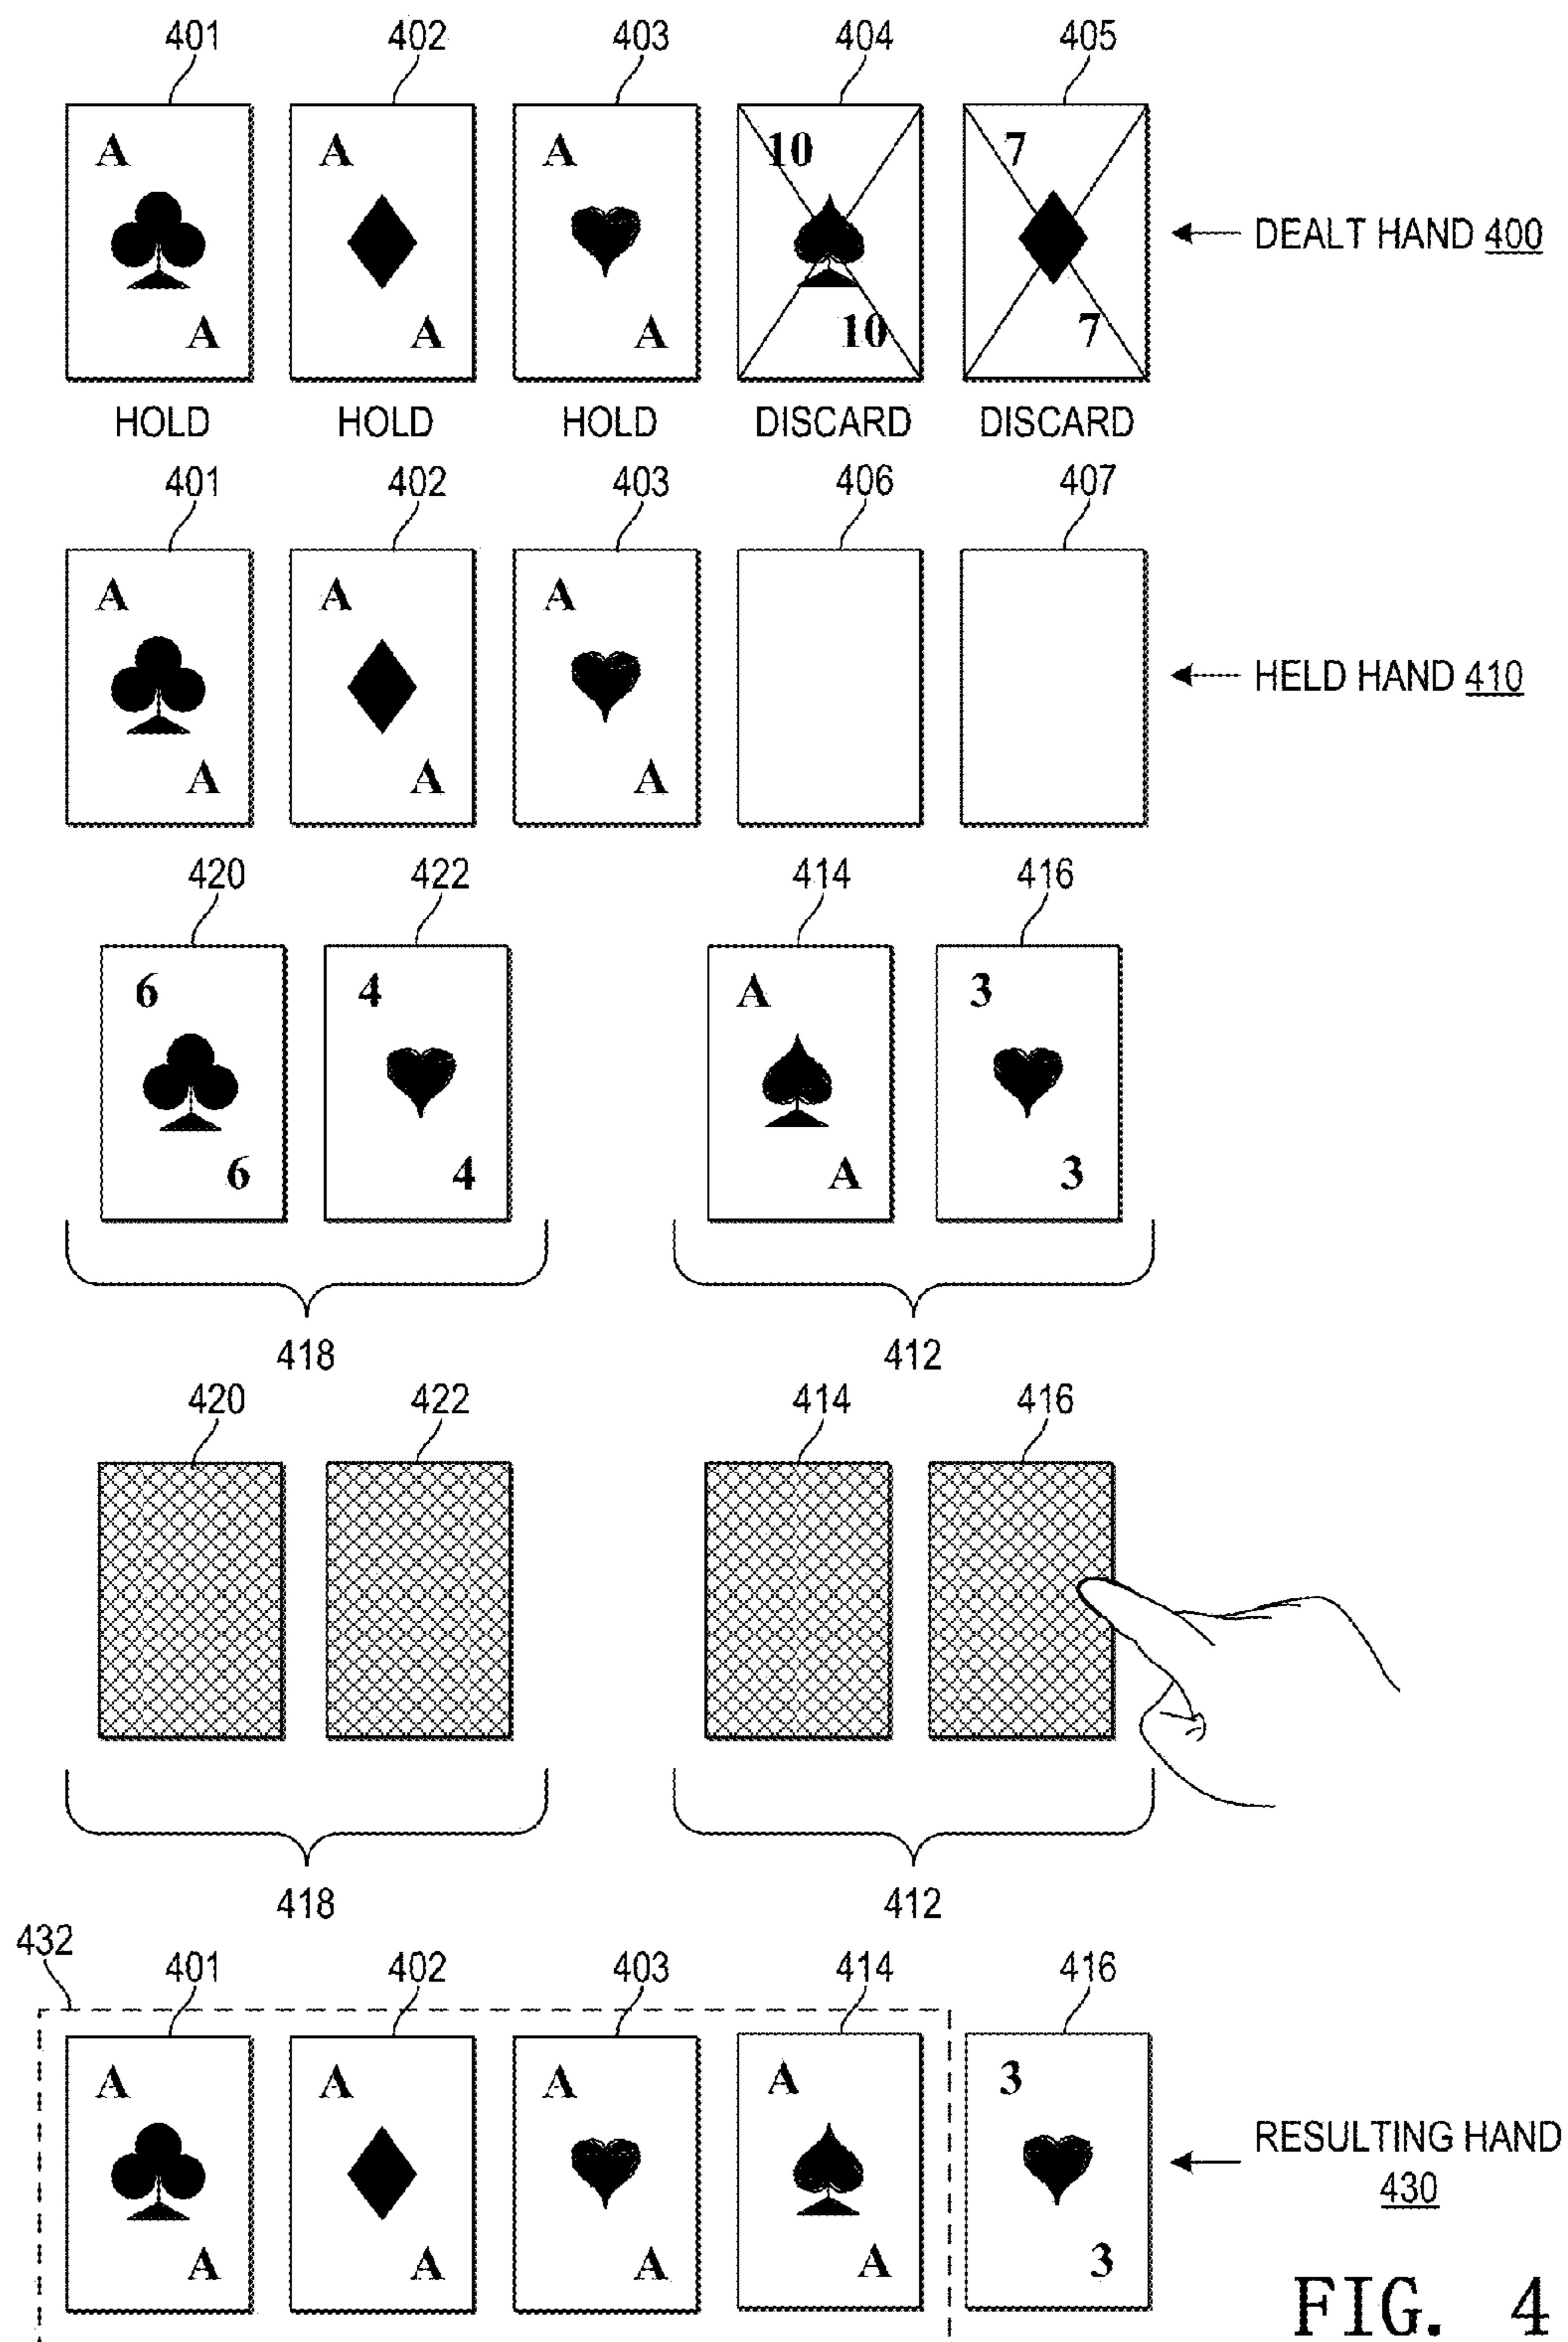 401 402 403 404 405
A A A 10 7
DEALT HAND 400
A A A 10 7
HOLD HOLD HOLD DISCARD DISCARD
401 402 403 406 407
A A A
HELD HAND 410
A A A
420 422 414 416
6 4 A 3
6 4 A 3
418 412
420 422 414 416
418 412
432
401 402 403 414 416
A A A A 3
RESULTING HAND
430
A A A A 3
FIG. 4